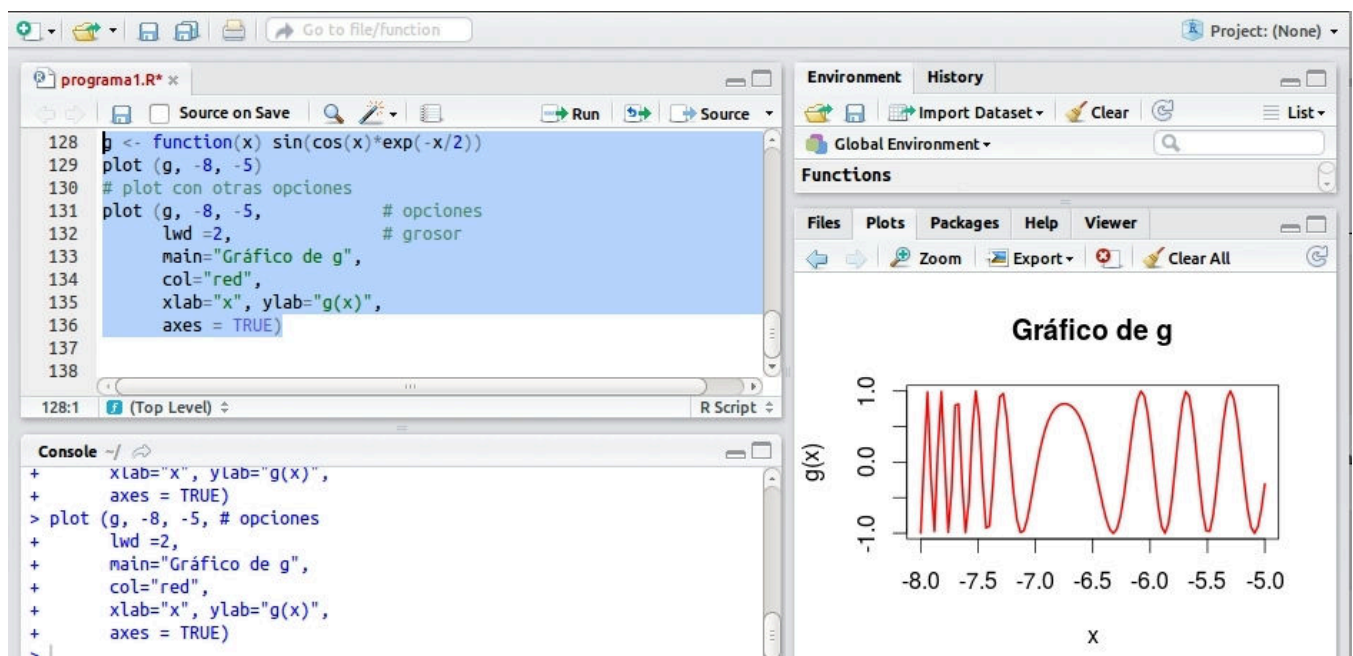 Go to file/function
Project: (None)
programa1.R*
Source on Save
Run
Source
128 g <- function(x) sin(cos(x)*exp(-x/2))
129 plot (g, -8, -5)
130 # plot con otras opciones
131 plot (g, -8, -5, # opciones
132 lwd =2, # grosor
133 main="Gráfico de g",
134 col="red",
135 xlab="x", ylab="g(x)",
136 axes = TRUE)
137
138
128:1 (Top Level) R Script
Console ~/
+ xlab="x", ylab="g(x)",
+ axes = TRUE)
> plot (g, -8, -5, # opciones
+ lwd =2,
+ main="Gráfico de g",
+ col="red",
+ xlab="x", ylab="g(x)",
+ axes = TRUE)
>
Environment History
Import Dataset Clear List
Global Environment
Functions
Files Plots Packages Help Viewer
Zoom Export Clear All
Gráfico de g
g(x)
1.0
0.0
-1.0
-8.0 -7.5 -7.0 -6.5 -6.0 -5.5 -5.0
x